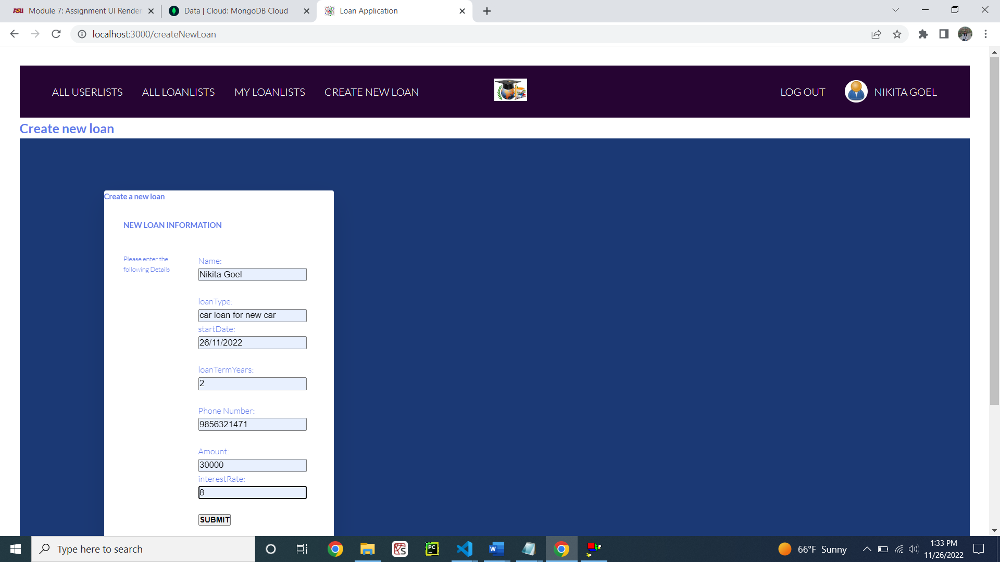 ASU Module 7: Assignment UI Render
Data | Cloud: MongoDB Cloud
Loan Application
localhost:3000/createNewLoan
ALL USERLISTS
ALL LOANLISTS
MY LOANLISTS
CREATE NEW LOAN
LOG OUT
NIKITA GOEL
Create new loan
Create a new loan
NEW LOAN INFORMATION
Please enter the
following Details
Name:
Nikita Goel
loanType:
car loan for new car
startDate:
26/11/2022
loanTermYears:
2
Phone Number:
9856321471
Amount:
30000
interestRate:
8
SUBMIT
Type here to search
PC
W
66°F Sunny
1:33 PM
11/26/2022